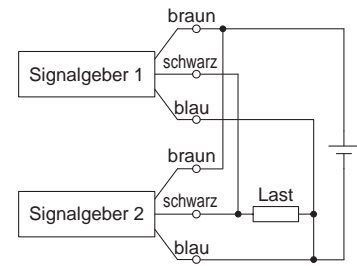 braun
Signalgeber 1
schwarz
blau
braun
Signalgeber 2
schwarz
Last
blau